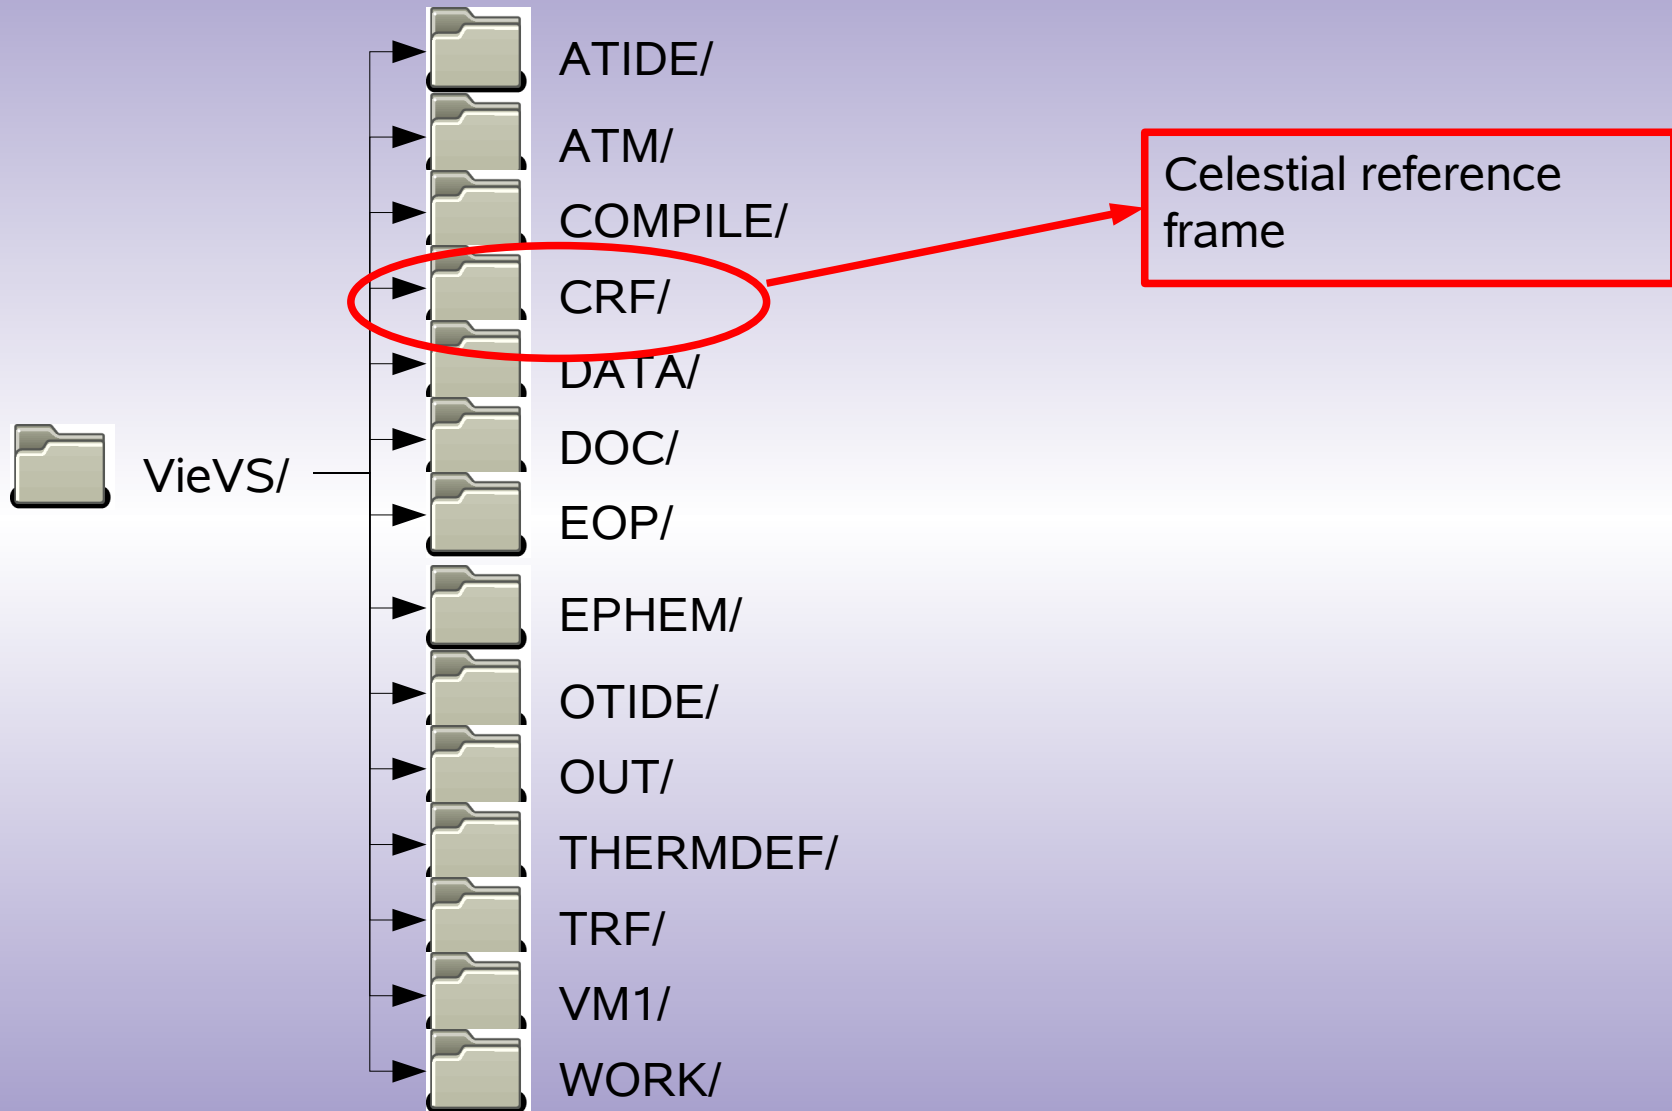 ATIDE/
ATM/
COMPILE/
CRF/
DATA/
DOC/
EOP/
EPHEM/
OTIDE/
OUT/
THERMDEF/
TRF/
VM1/
WORK/
VieVS/
Celestial reference
frame